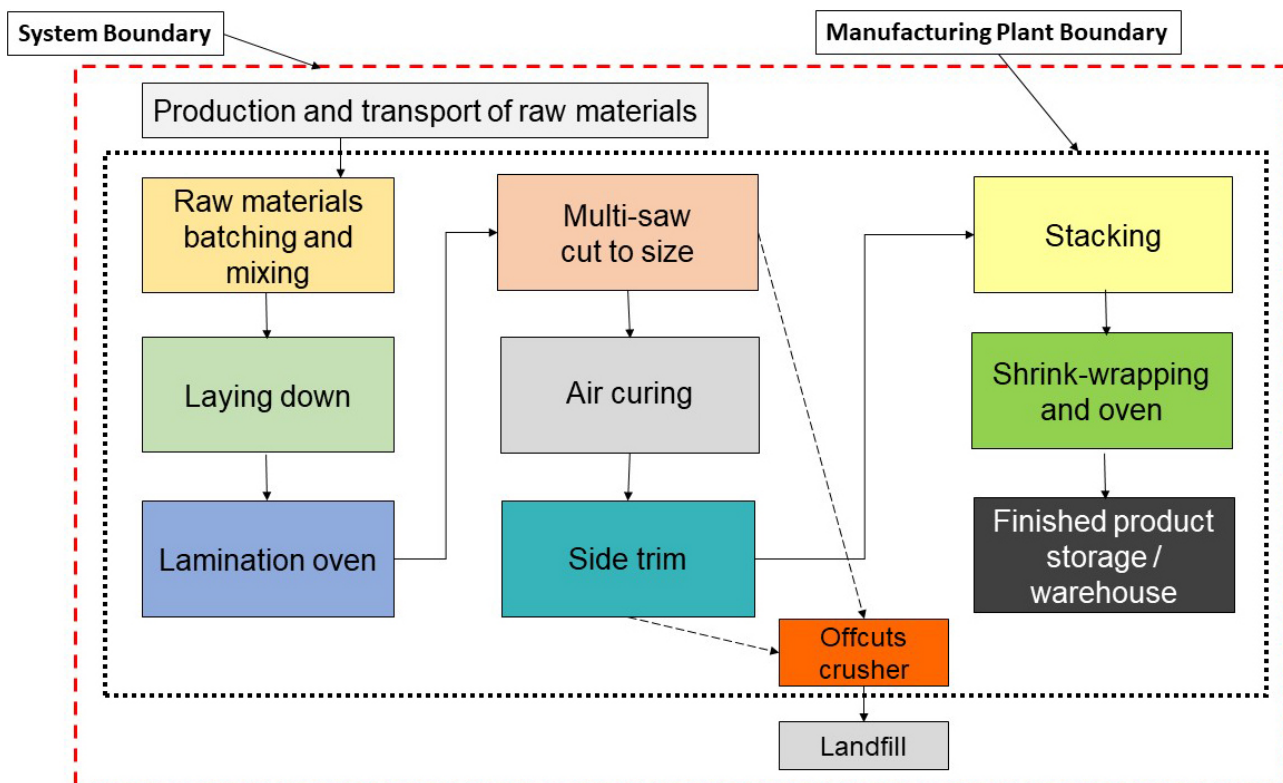 System Boundary
Manufacturing Plant Boundary
Production and transport of raw materials
Raw materials
batching and
mixing
Laying down
Lamination oven
Multi-saw
cut to size
Air curing
Side trim
Stacking
Shrink-wrapping
and oven
Finished product
storage /
warehouse
Offcuts
crusher
Landfill